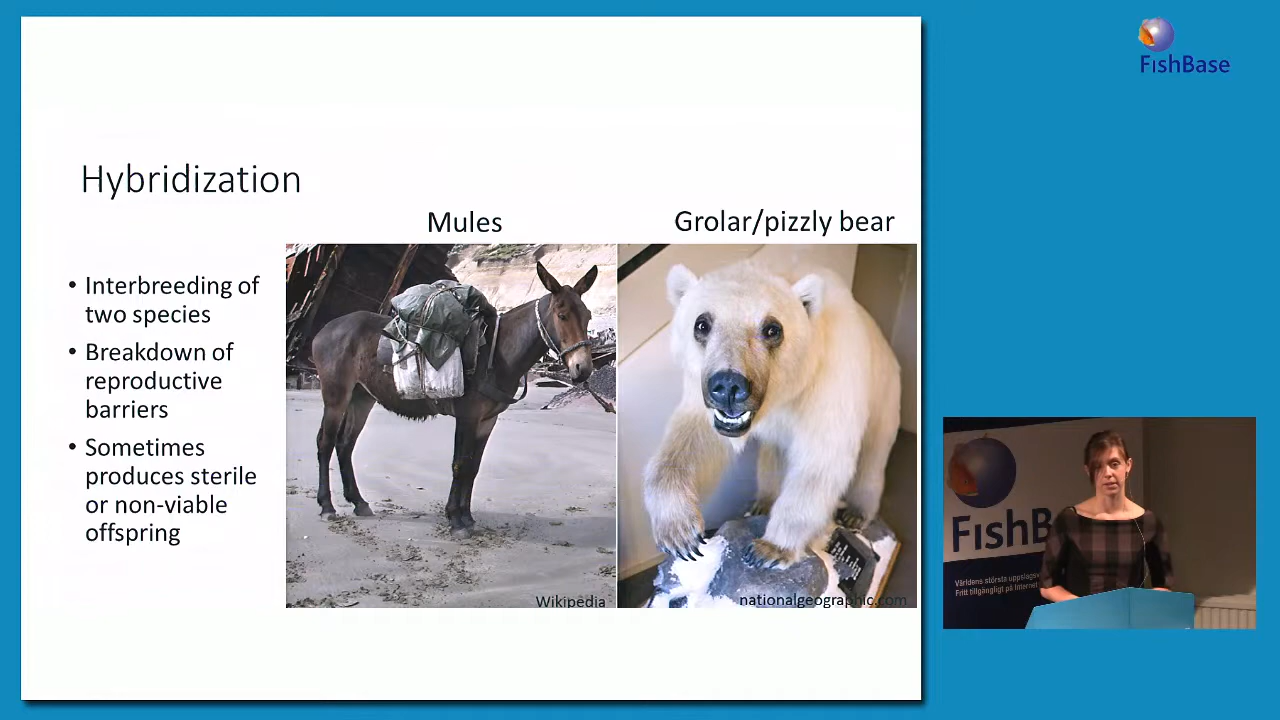 FishBase
Hybridization
Mules
Grolar/pizzly bear
• Interbreeding of
two species
• Breakdown of
reproductive
barriers
• Sometimes
produces sterile
or non-viable
offspring
Wikipedia
nationalgeographic.com
FishB
Världens största uppslagsv
Fritt tillgängligt på Internet